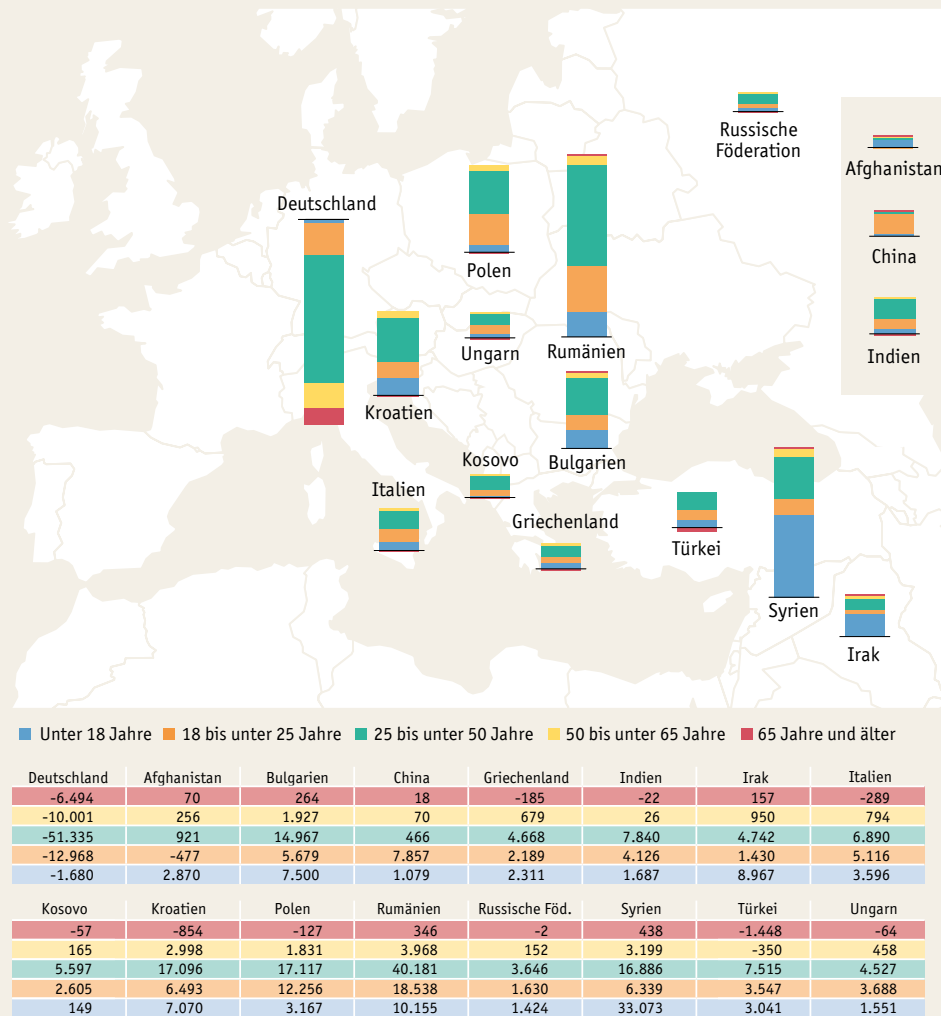 Russische
Föderation
Afghanistan
Deutschland
Polen
China
Ungarn
Rumänien
Indien
Kroatien
Kosovo
Bulgarien
Italien
Griechenland
Türkei
Syrien
Irak
Unter 18 Jahre 18 bis unter 25 Jahre 25 bis unter 50 Jahre 50 bis unter 65 Jahre 65 Jahre und älter
Deutschland Afghanistan Bulgarien China Griechenland Indien Irak Italien
-6.494 70 264 18 -185 -22 157 -289
-10.001 256 1.927 70 679 26 950 794
-51.335 921 14.967 466 4.668 7.840 4.742 6.890
-12.968 -477 5.679 7.857 2.189 4.126 1.430 5.116
-1.680 2.870 7.500 1.079 2.311 1.687 8.967 3.596
Kosovo Kroatien Polen Rumänien Russische Föd. Syrien Türkei Ungarn
-57 -854 -127 346 -2 438 -1.448 -64
165 2.998 1.831 3.968 152 3.199 -350 458
5.597 17.096 17.117 40.181 3.646 16.886 7.515 4.527
2.605 6.493 12.256 18.538 1.630 6.339 3.547 3.688
149 7.070 3.167 10.155 1.424 33.073 3.041 1.551